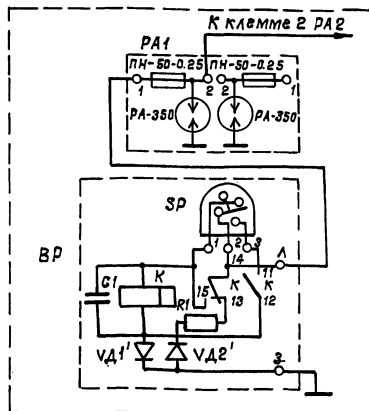 К клемме 2 РА2
РА1
ПН-50-0.25 ПН-50-0.25
1 2 2 1
РА-350 РА-350
SP
ВР
1 2 3
14 11 Л
С1 К
R1 15 К 13 К 12
VД1' VД2'
З